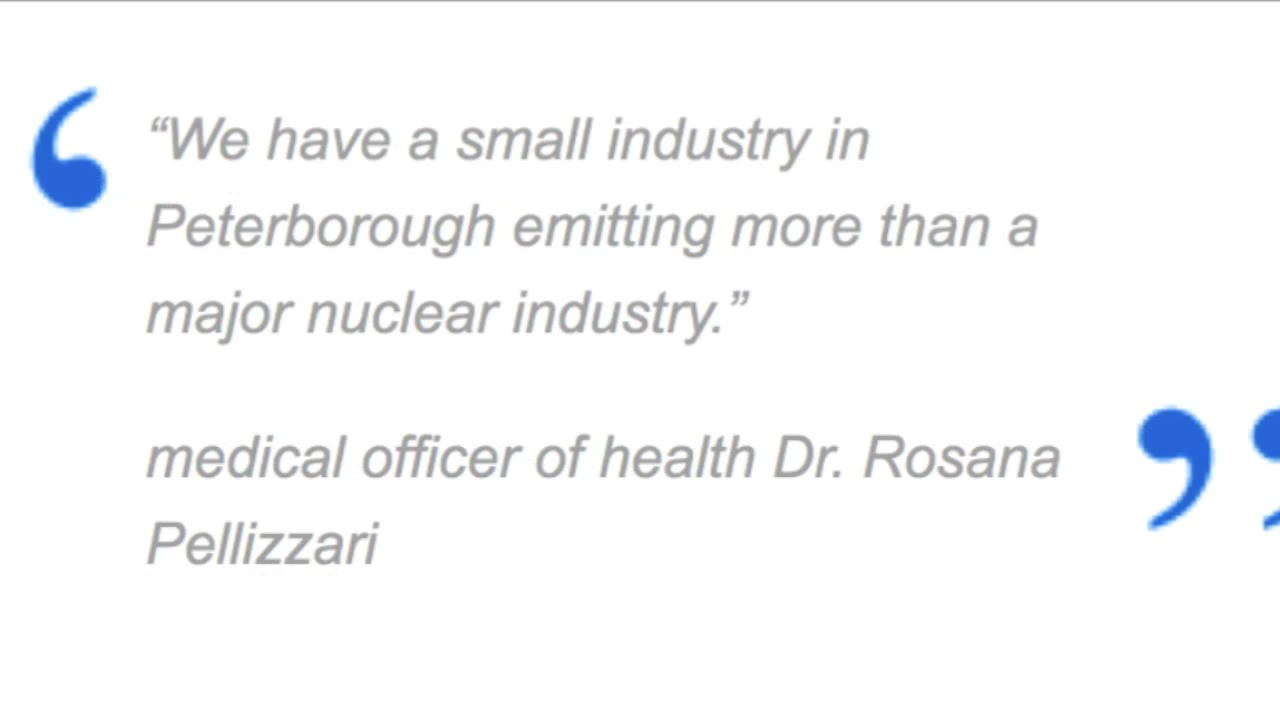 “We have a small industry in
Peterborough emitting more than a
major nuclear industry.”
medical officer of health Dr. Rosana
Pellizzari